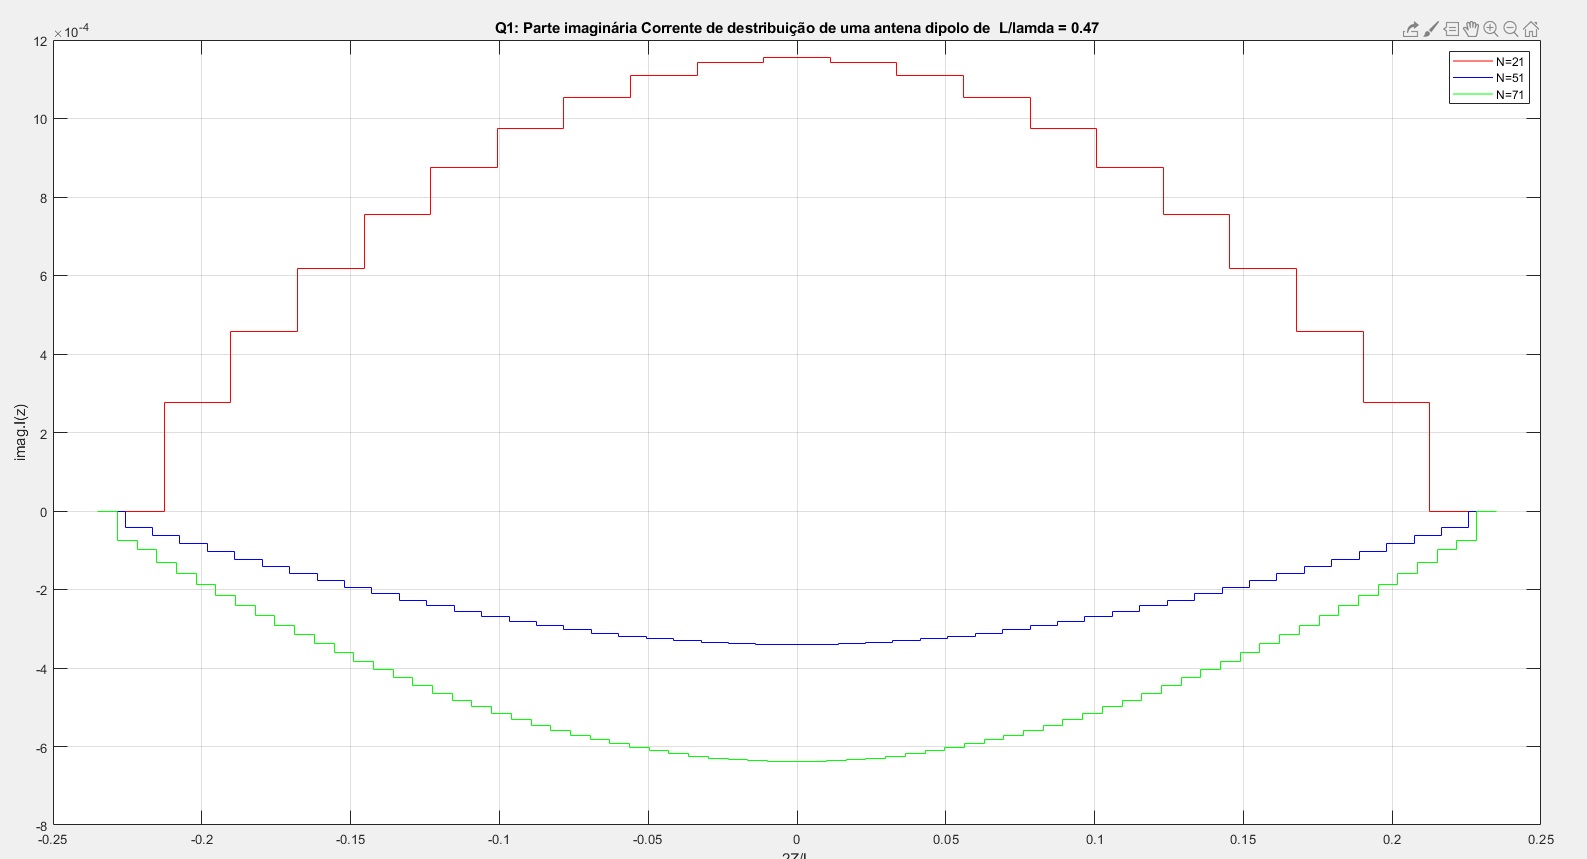 Q1: Parte imaginária Corrente de destribuição de uma antena dipolo de L/lamda = 0.47
×10-4
N=21
N=51
N=71
12
10
8
6
4
2
0
-2
-4
-6
-8
imag.I(z)
-0.25 -0.2 -0.15 -0.1 -0.05 0 0.05 0.1 0.15 0.2 0.25